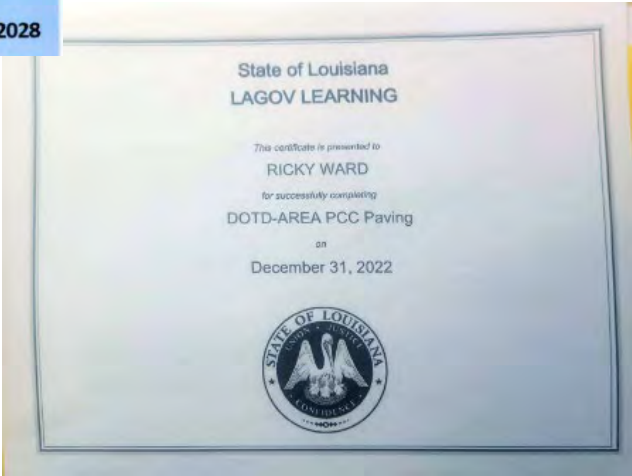 2028
State of Louisiana
LAGOV LEARNING
This certificate is presented to
RICKY WARD
for successfully completing
DOTD-AREA PCC Paving
on
December 31, 2022
STATE OF LOUISIANA
UNION • JUSTICE
CONFIDENCE